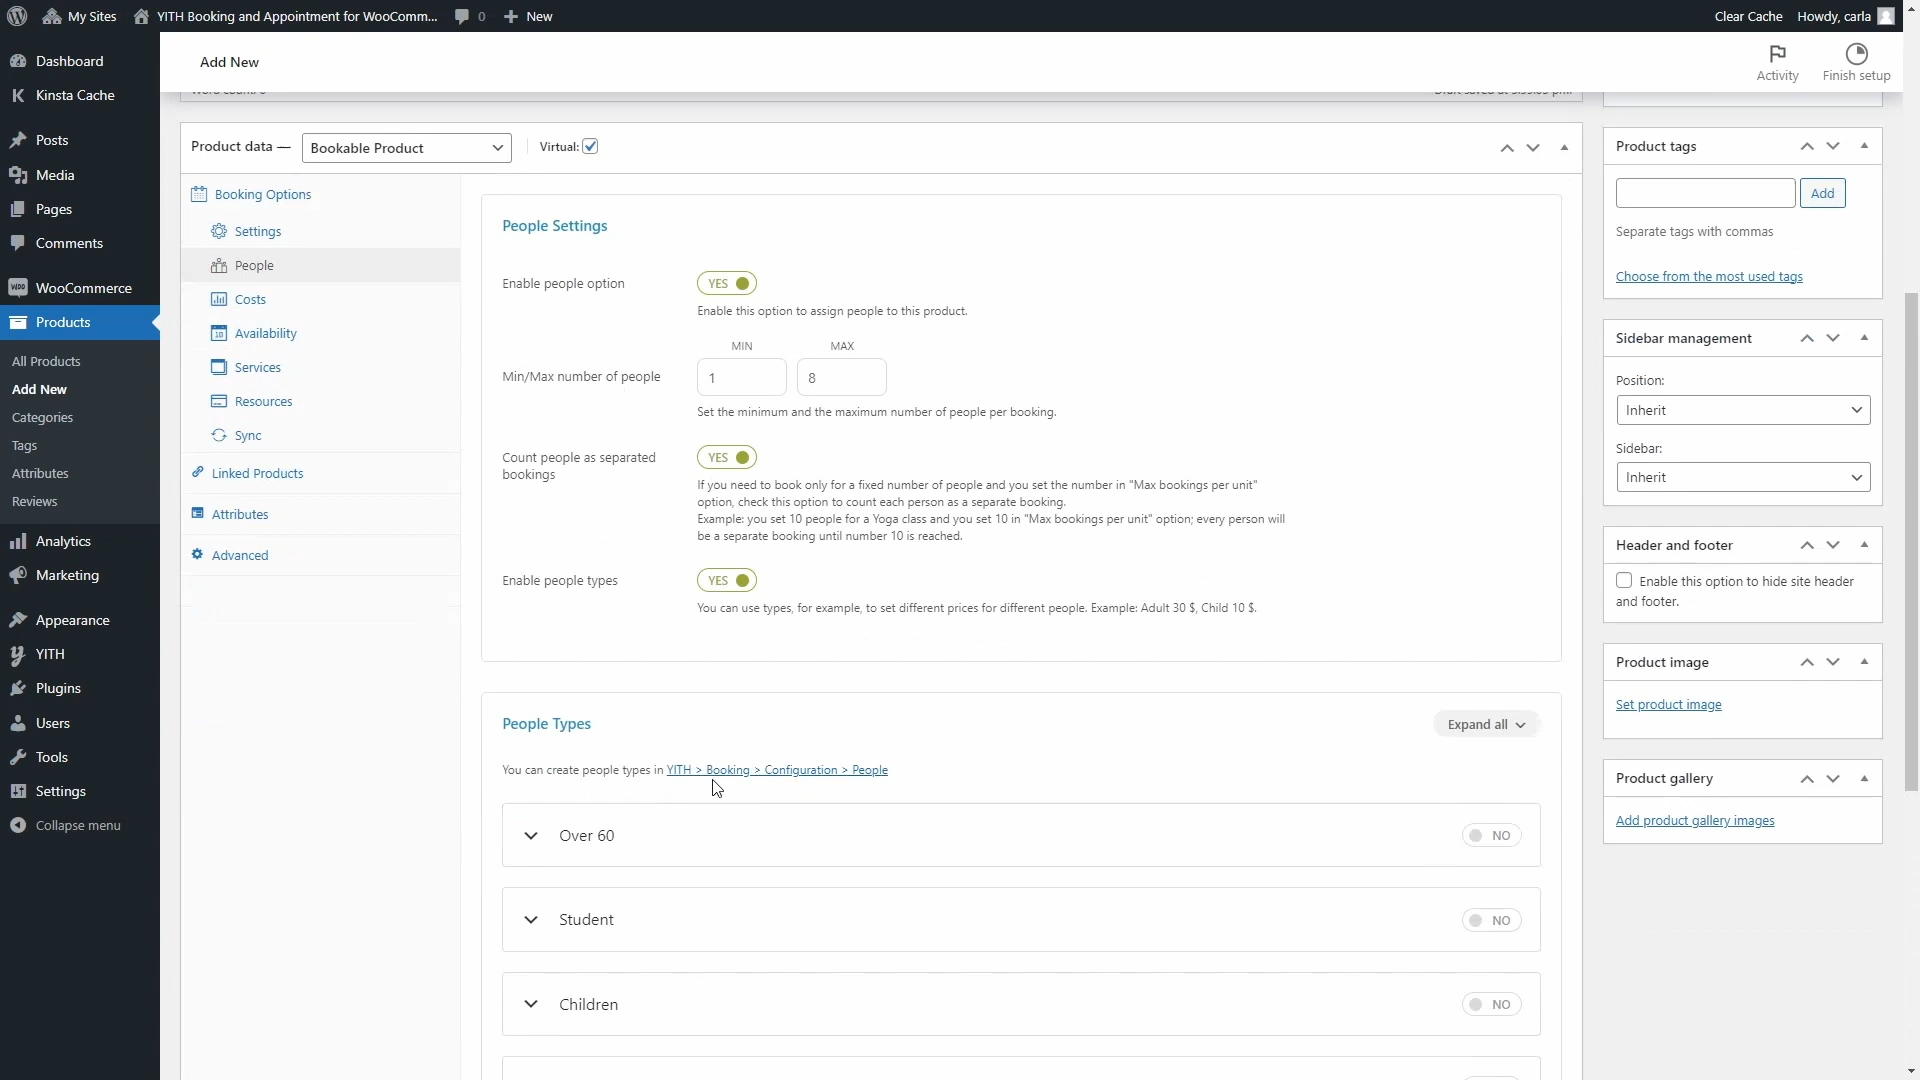 My Sites
YITH Booking and Appointment for WooComm...
0
New
Clear Cache
Howdy, carla
Add New
Activity
Finish setup
Dashboard
Kinsta Cache
Posts
Media
Pages
Comments
WooCommerce
Products
All Products
Add New
Categories
Tags
Attributes
Reviews
Analytics
Marketing
Appearance
YITH
Plugins
Users
Tools
Settings
Collapse menu
Product data —
Bookable Product
Virtual:
Booking Options
Settings
People
Costs
Availability
Services
Resources
Sync
Linked Products
Attributes
Advanced
People Settings
Enable people option
YES
Enable this option to assign people to this product.
MIN
MAX
Min/Max number of people
1
8
Set the minimum and the maximum number of people per booking.
Count people as separated
bookings
YES
If you need to book only for a fixed number of people and you set the number in "Max bookings per unit"
option, check this option to count each person as a separate booking.
Example: you set 10 people for a Yoga class and you set 10 in "Max bookings per unit" option; every person will
be a separate booking until number 10 is reached.
Enable people types
YES
You can use types, for example, to set different prices for different people. Example: Adult 30 $, Child 10 $.
People Types
Expand all
You can create people types in YITH > Booking > Configuration > People
Over 60
NO
Student
NO
Children
NO
Product tags
Add
Separate tags with commas
Choose from the most used tags
Sidebar management
Position:
Inherit
Sidebar:
Inherit
Header and footer
Enable this option to hide site header
and footer.
Product image
Set product image
Product gallery
Add product gallery images